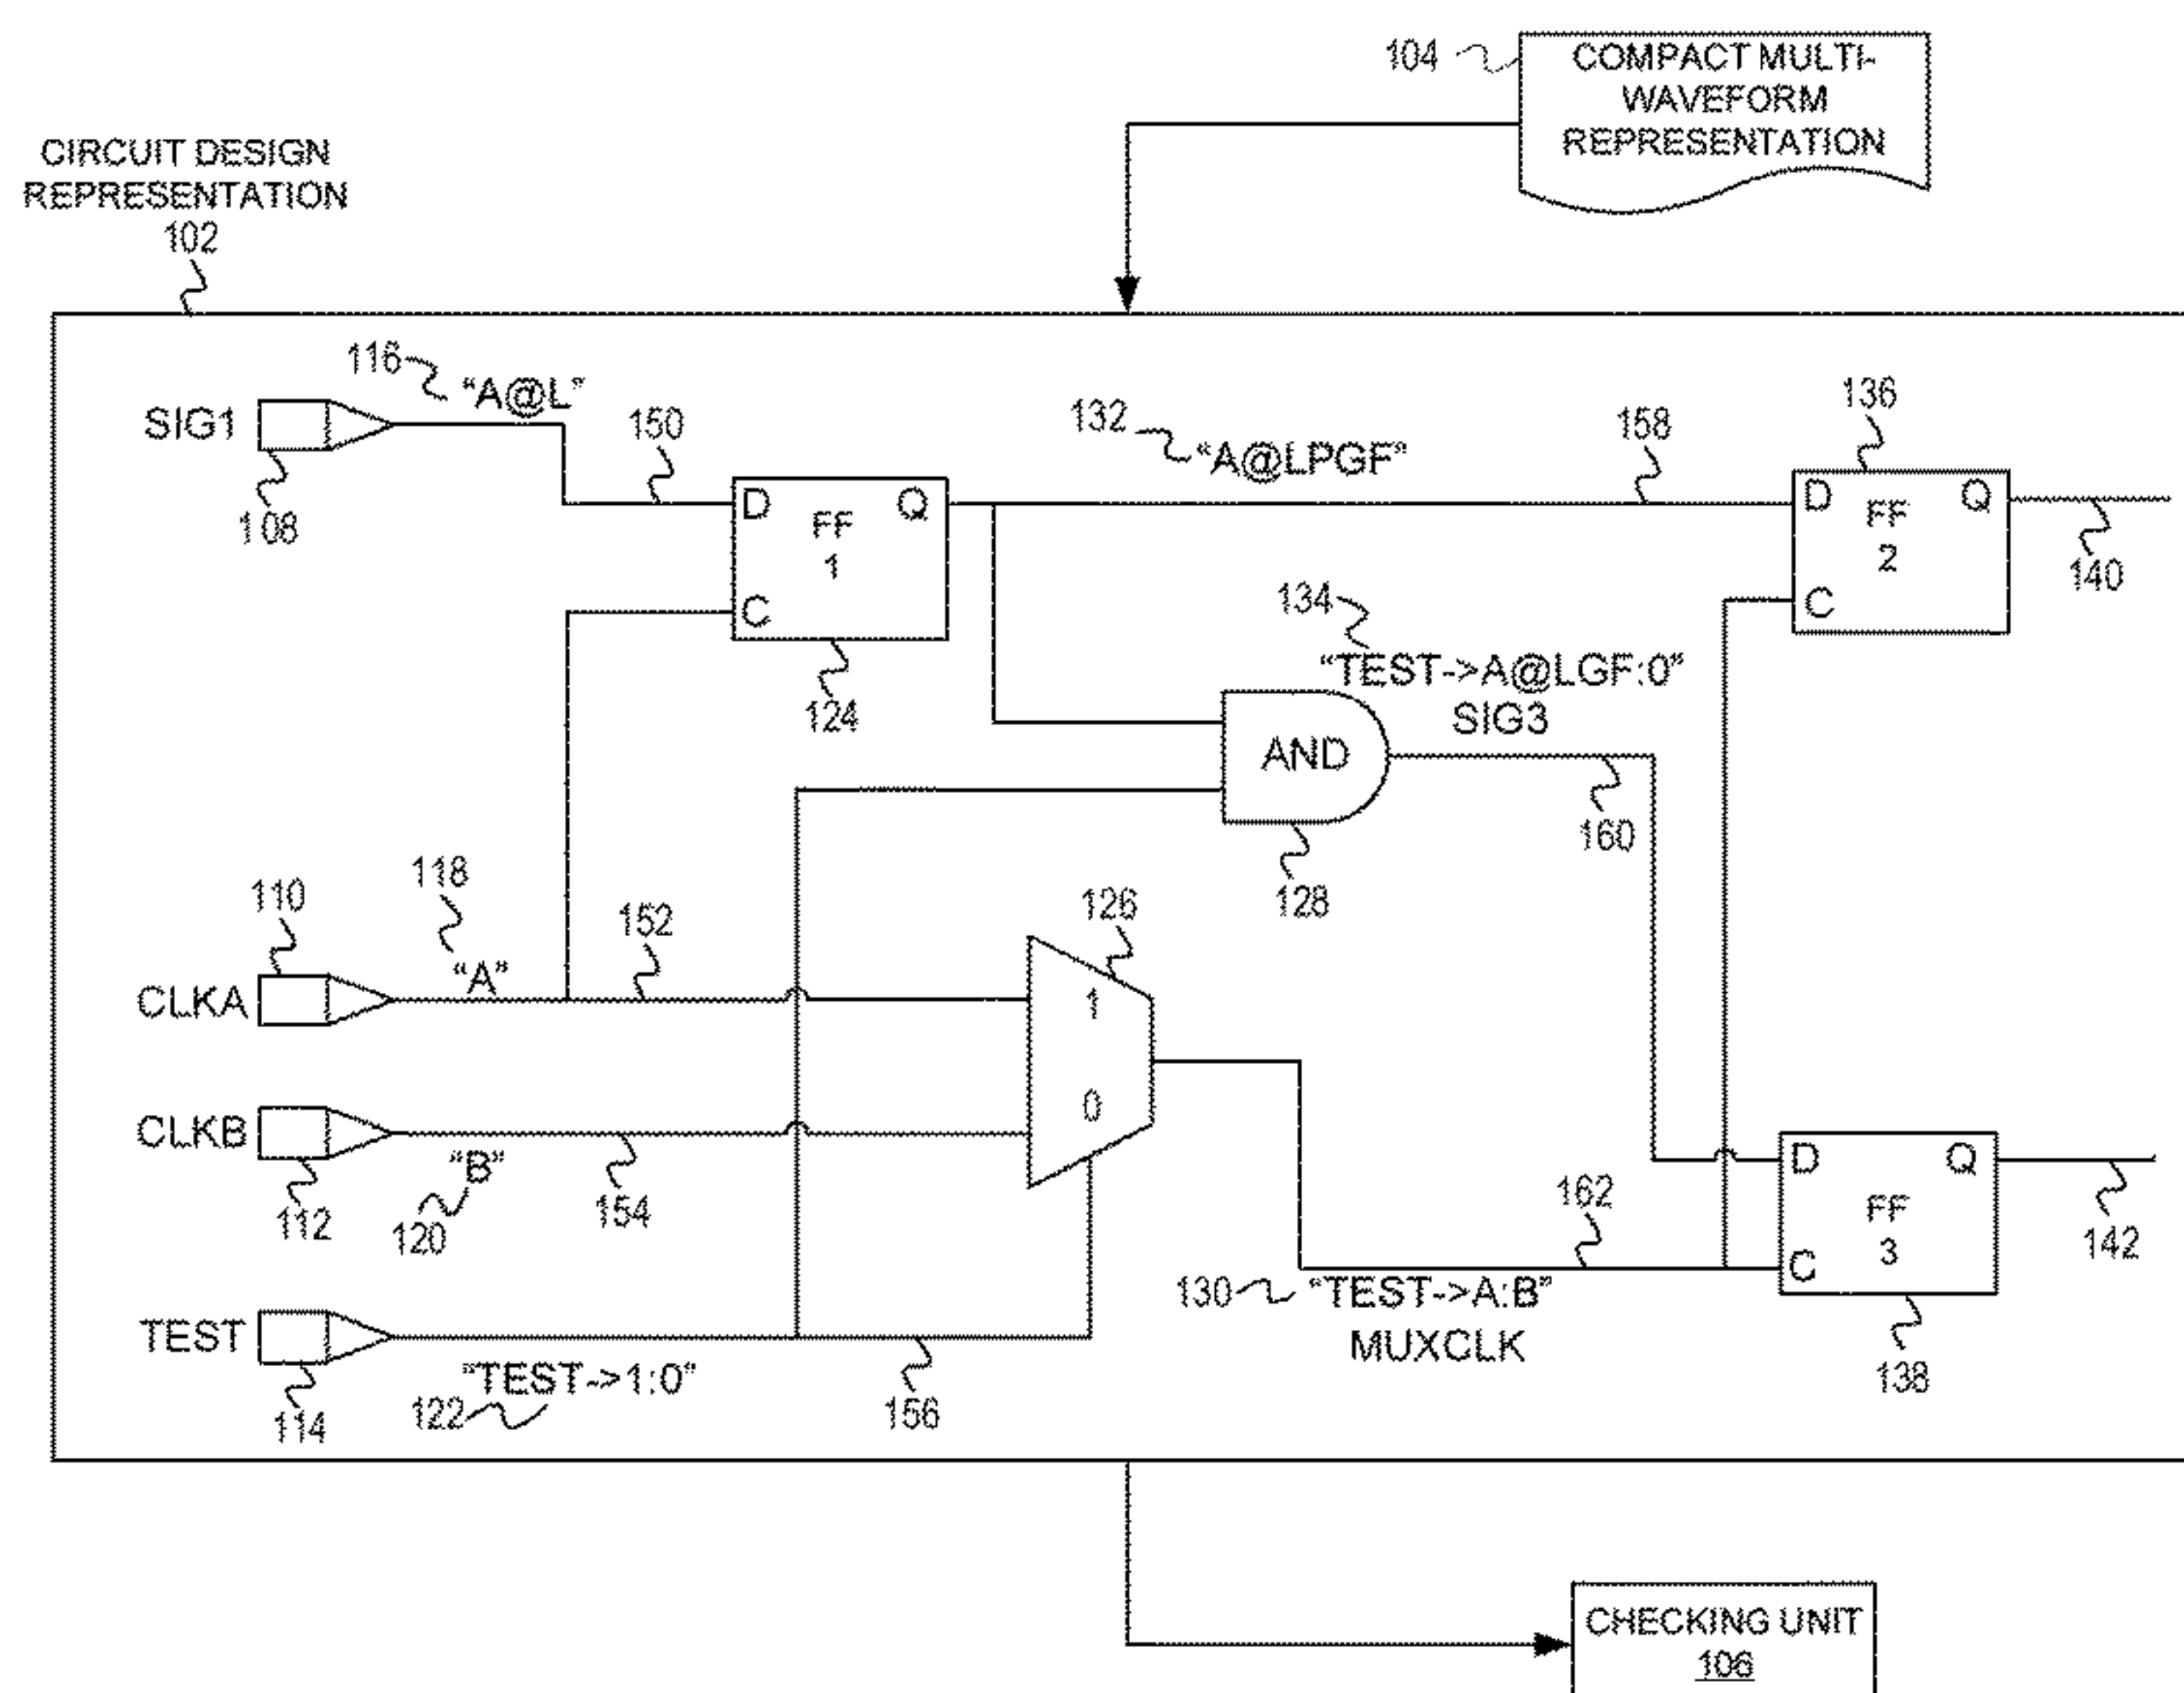 104
COMPACT MULTI-
WAVEFORM
REPRESENTATION
CIRCUIT DESIGN
REPRESENTATION
102
116
"A@L"
SIG1
108
150
D
Q
FF
1
C
124
132
"A@LPGF"
158
136
D
Q
FF
2
C
140
134
"TEST->A@LGF:0"
SIG3
AND
128
160
110
118
"A"
CLKA
152
126
1
0
CLKB
112
"B"
120
154
TEST
114
"TEST->1:0"
122
156
162
130
"TEST->A:B"
MUXCLK
D
Q
FF
3
C
138
142
CHECKING UNIT
106